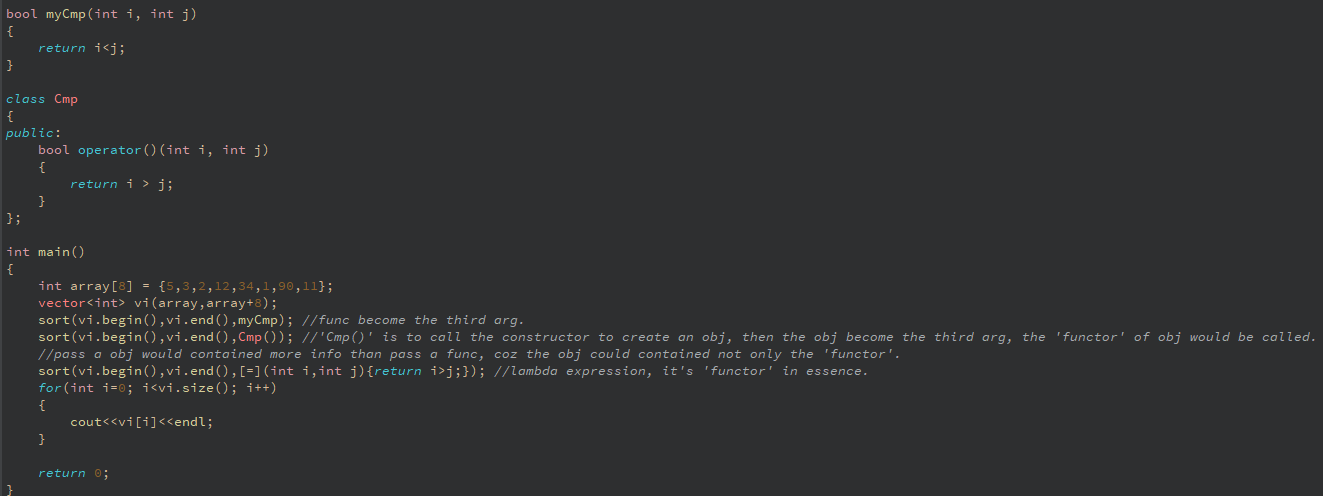 bool myCmp(int i, int j)
{
    return i<j;
}

class Cmp
{
public:
    bool operator()(int i, int j)
    {
        return i > j;
    }
};

int main()
{
    int array[8] = {5,3,2,12,34,1,90,11};
    vector<int> vi(array,array+8);
    sort(vi.begin(),vi.end(),myCmp); //func become the third arg.
    sort(vi.begin(),vi.end(),Cmp()); //'Cmp()' is to call the constructor to create an obj, then the obj become the third arg, the 'functor' of obj would be called.
    //pass a obj would contained more info than pass a func, coz the obj could contained not only the 'functor'.
    sort(vi.begin(),vi.end(),[=](int i,int j){return i>j;}); //lambda expression, it's 'functor' in essence.
    for(int i=0; i<vi.size(); i++)
    {
        cout<<vi[i]<<endl;
    }

    return 0;
}